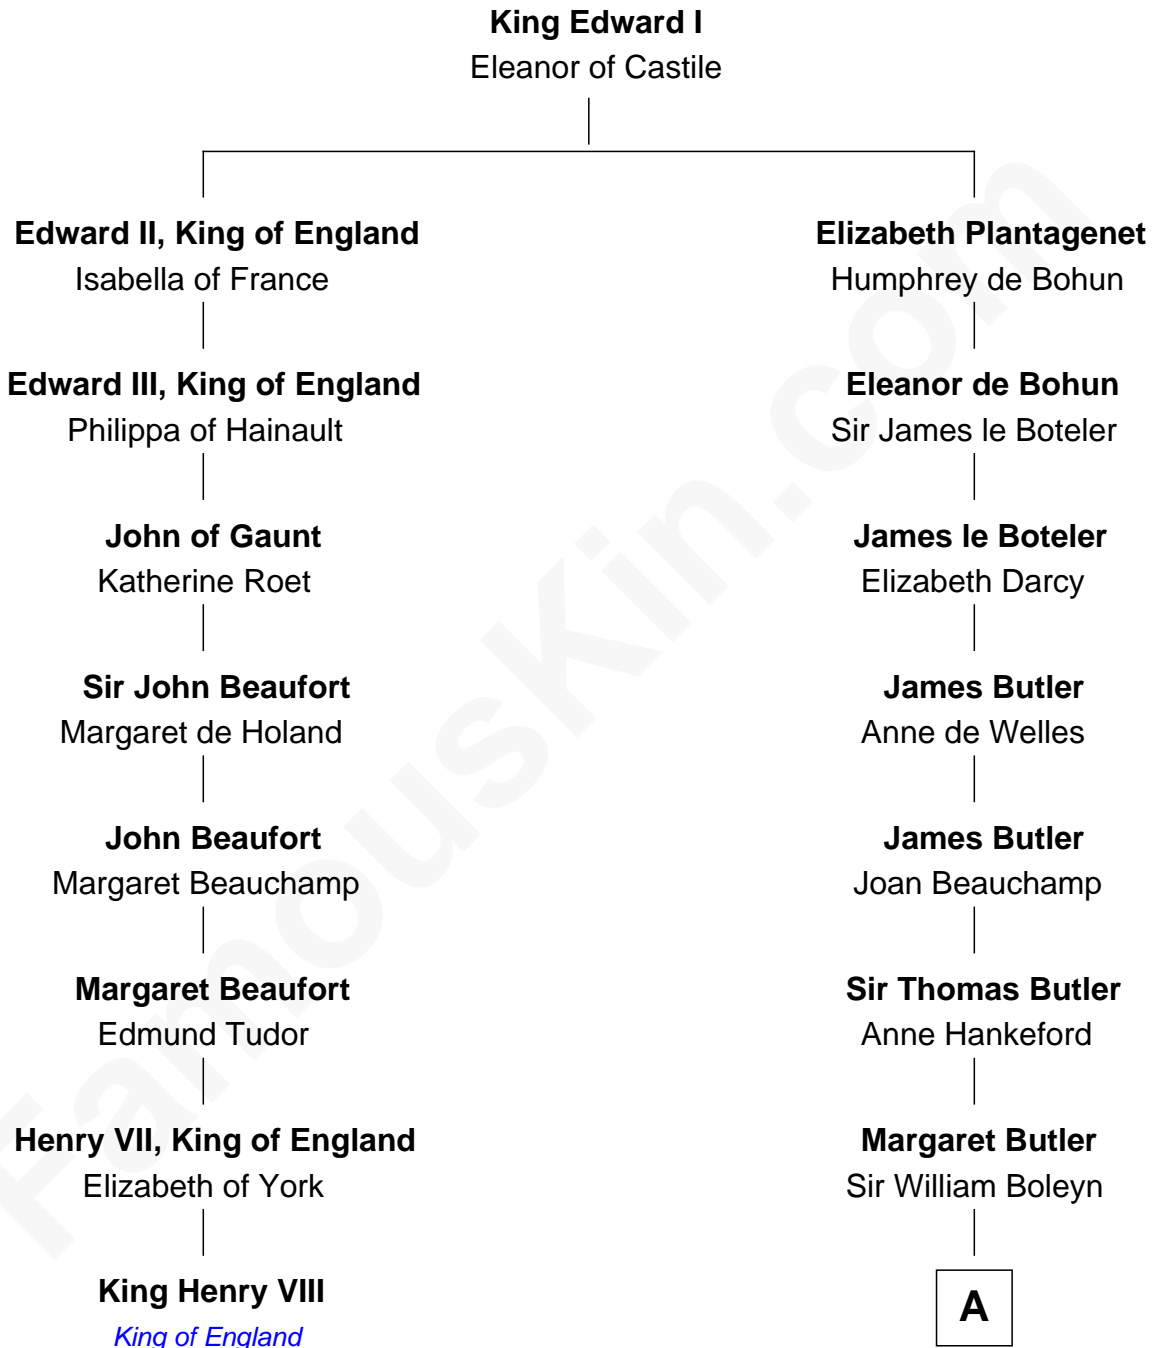 King Edward I
Eleanor of Castile
Edward II, King of England
Isabella of France
Elizabeth Plantagenet
Humphrey de Bohun
Edward III, King of England
Philippa of Hainault
Eleanor de Bohun
Sir James le Boteler
John of Gaunt
Katherine Roet
James le Boteler
Elizabeth Darcy
Sir John Beaufort
Margaret de Holand
James Butler
Anne de Welles
John Beaufort
Margaret Beauchamp
James Butler
Joan Beauchamp
Margaret Beaufort
Edmund Tudor
Sir Thomas Butler
Anne Hankeford
Henry VII, King of England
Elizabeth of York
Margaret Butler
Sir William Boleyn
King Henry VIII
King of England
A
FamousKin.com